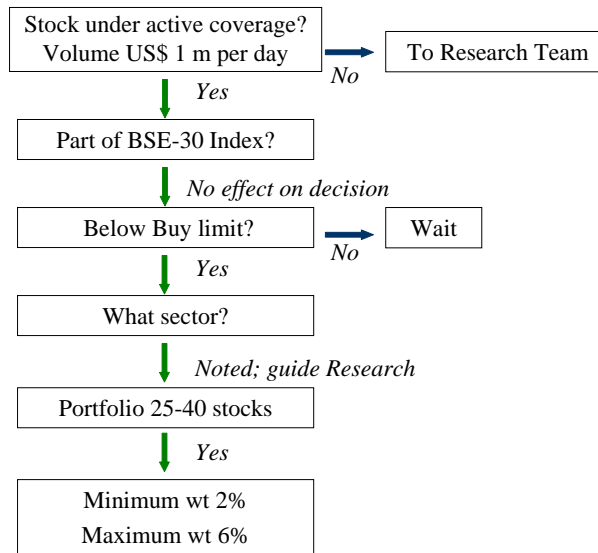 Stock under active coverage?
Volume US$ 1 m per day
To Research Team
No
Yes
Part of BSE-30 Index?
No effect on decision
Below Buy limit?
Wait
No
Yes
What sector?
Noted; guide Research
Portfolio 25-40 stocks
Yes
Minimum wt 2%
Maximum wt 6%